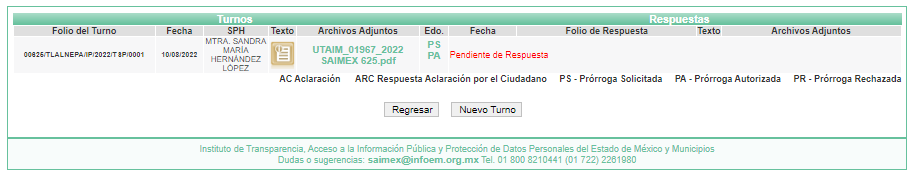 Turnos Respuestas
Folio del Turno Fecha SPH Texto Archivos Adjuntos Edo. Fecha Folio de Respuesta Texto Archivos Adjuntos
00625/TLALNEPA/IP/2022/TSP/0001 10/08/2022 MTRA. SANDRA MARÍA HERNÁNDEZ LÓPEZ UTAIM_01967_2022 SAIMEX 625.pdf PS PA Pendiente de Respuesta
AC Aclaración ARC Respuesta Aclaración por el Ciudadano PS - Prórroga Solicitada PA - Prórroga Autorizada PR - Prórroga Rechazada
Regresar Nuevo Turno
Instituto de Transparencia, Acceso a la Información Pública y Protección de Datos Personales del Estado de México y Municipios
Dudas o sugerencias: saimex@infoem.org.mx Tel. 01 800 8210441 (01 722) 2261980